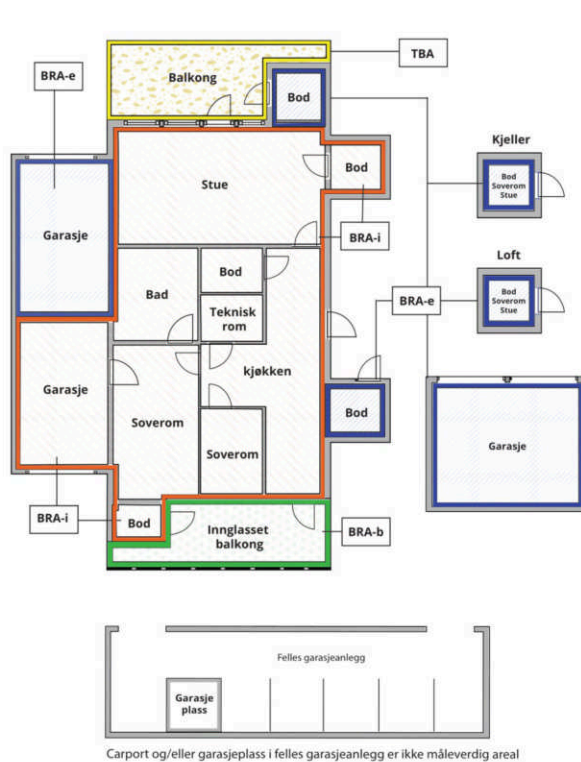 TBA
BRA-e
Balkong
Bod
Kjeller
Bod
Soverom
Stue
Stue
Bod
Garasje
BRA-i
Loft
Bod
Bad
Bod
Soverom
Stue
BRA-e
Teknisk
rom
Garasje
kjøkken
Bod
Soverom
Garasje
Soverom
BRA-i
Bod
Innglasset
balkong
BRA-b
Felles garasjeanlegg
Garasje
plass
Carport og/eller garasjeplass i felles garasjeanlegg er ikke måleverdig areal